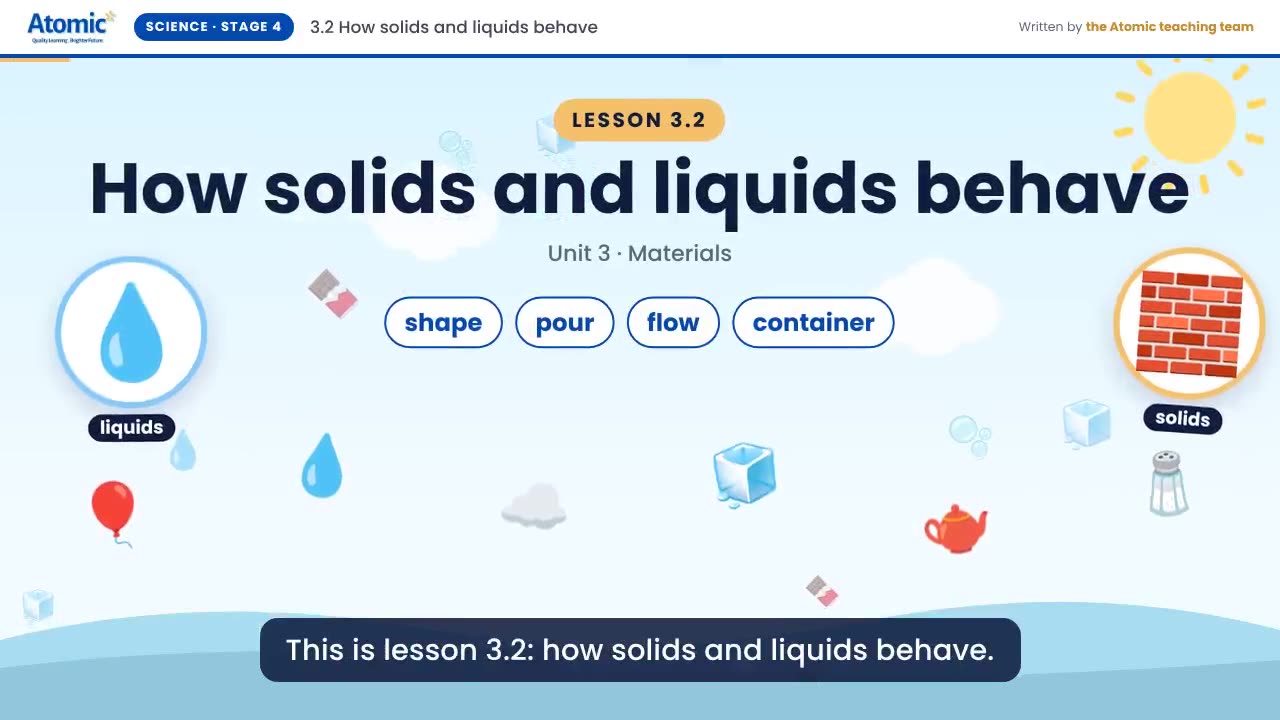 Atomic
Quality Learning, Brighter Future
SCIENCE · STAGE 4
3.2 How solids and liquids behave
Written by the Atomic teaching team
LESSON 3.2
How solids and liquids behave
Unit 3 · Materials
shape
pour
flow
container
liquids
solids
This is lesson 3.2: how solids and liquids behave.